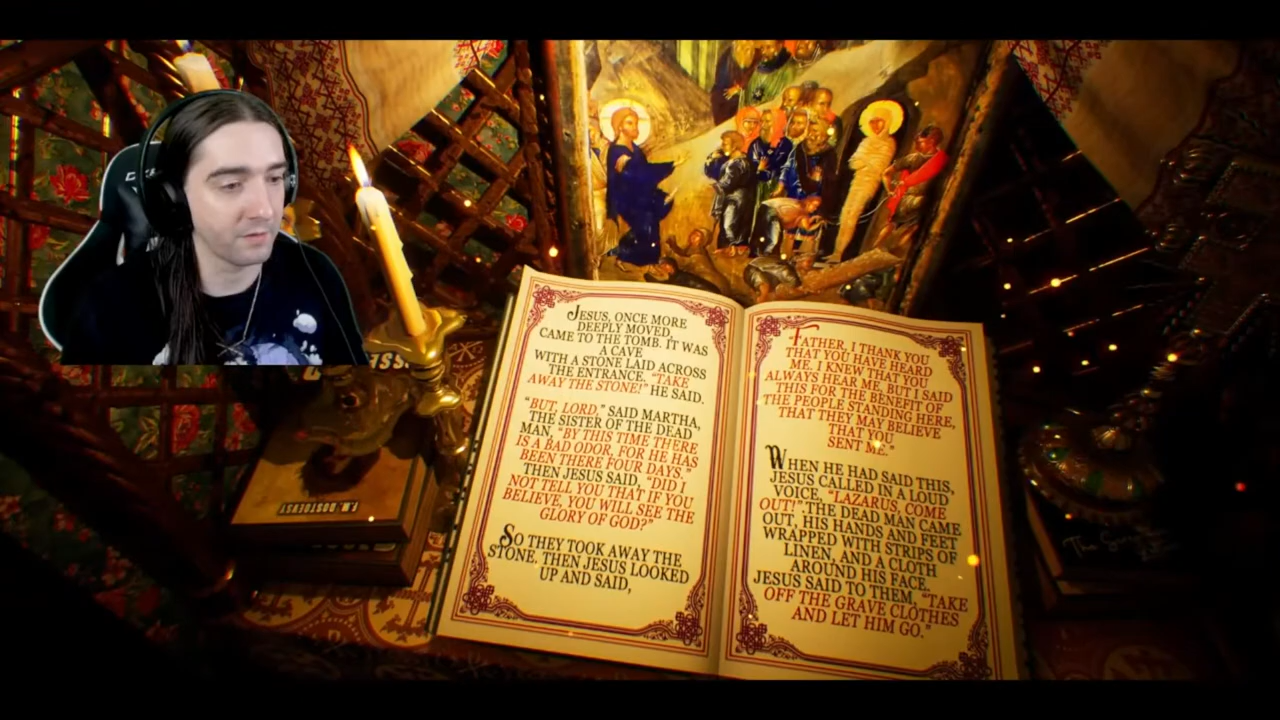 JESUS, ONCE MORE
DEEPLY MOVED,
CAME TO THE TOMB. IT WAS
A CAVE
WITH A STONE LAID ACROSS
THE ENTRANCE. “TAKE
AWAY THE STONE!” HE SAID.
“BUT, LORD,” SAID MARTHA,
THE SISTER OF THE DEAD
MAN, “BY THIS TIME THERE
IS A BAD ODOR, FOR HE HAS
BEEN THERE FOUR DAYS.”
THEN JESUS SAID, “DID I
NOT TELL YOU THAT IF YOU
BELIEVE, YOU WILL SEE THE
GLORY OF GOD?”
SO THEY TOOK AWAY THE
STONE. THEN JESUS LOOKED
UP AND SAID,
“FATHER, I THANK YOU
THAT YOU HAVE HEARD
ME. I KNEW THAT YOU
ALWAYS HEAR ME, BUT I SAID
THIS FOR THE BENEFIT OF
THE PEOPLE STANDING HERE,
THAT THEY MAY BELIEVE
THAT YOU
SENT ME.”
WHEN HE HAD SAID THIS,
JESUS CALLED IN A LOUD
VOICE, “LAZARUS, COME
OUT!” THE DEAD MAN CAME
OUT, HIS HANDS AND FEET
WRAPPED WITH STRIPS OF
LINEN, AND A CLOTH
AROUND HIS FACE.
JESUS SAID TO THEM, “TAKE
OFF THE GRAVE CLOTHES
AND LET HIM GO.”
F.M. DOSTOEVSY
The